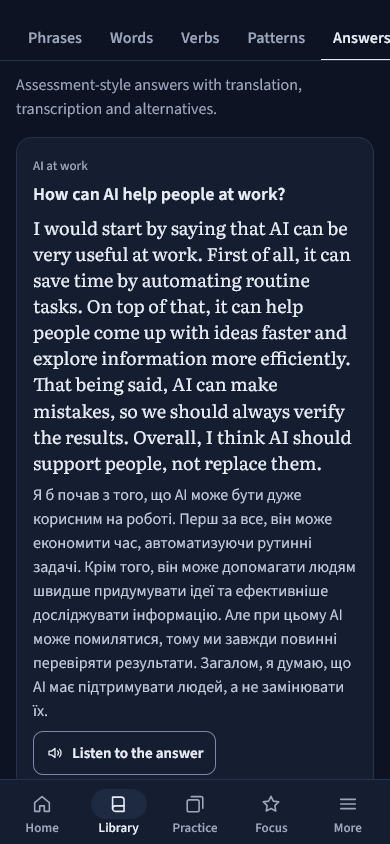 Phrases Words Verbs Patterns Answers
Assessment-style answers with translation,
transcription and alternatives.
AI at work
How can AI help people at work?
I would start by saying that AI can be
very useful at work. First of all, it can
save time by automating routine
tasks. On top of that, it can help
people come up with ideas faster and
explore information more efficiently.
That being said, AI can make
mistakes, so we should always verify
the results. Overall, I think AI should
support people, not replace them.
Я б почав з того, що AI може бути дуже
корисним на роботі. Перш за все, він може
економити час, автоматизуючи рутинні
задачі. Крім того, він може допомагати людям
швидше придумувати ідеї та ефективніше
досліджувати інформацію. Але при цьому AI
може помилятися, тому ми завжди повинні
перевіряти результати. Загалом, я думаю, що
AI має підтримувати людей, а не замінювати
їх.
Listen to the answer
Home Library Practice Focus More